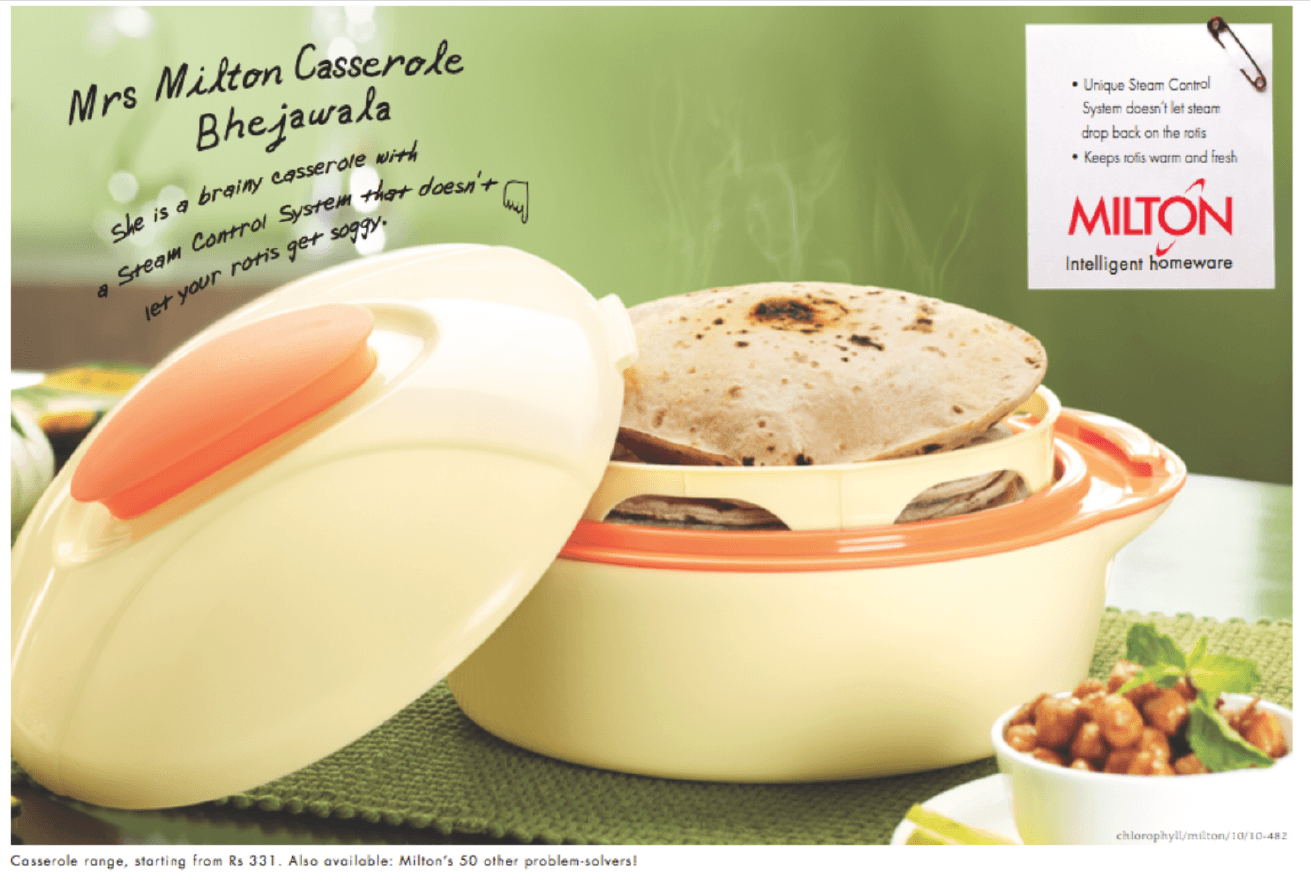 Mrs Milton Casserole
Bhejawala
She is a brainy casserole with
a Steam Control System that doesn't
let your rotis get soggy.
• Unique Steam Control
System doesn't let steam
drop back on the rotis
• Keeps rotis warm and fresh
MILTON
Intelligent homeware
chlorophyll/milton/10/10-482
Casserole range, starting from Rs 331. Also available: Milton's 50 other problem-solvers!